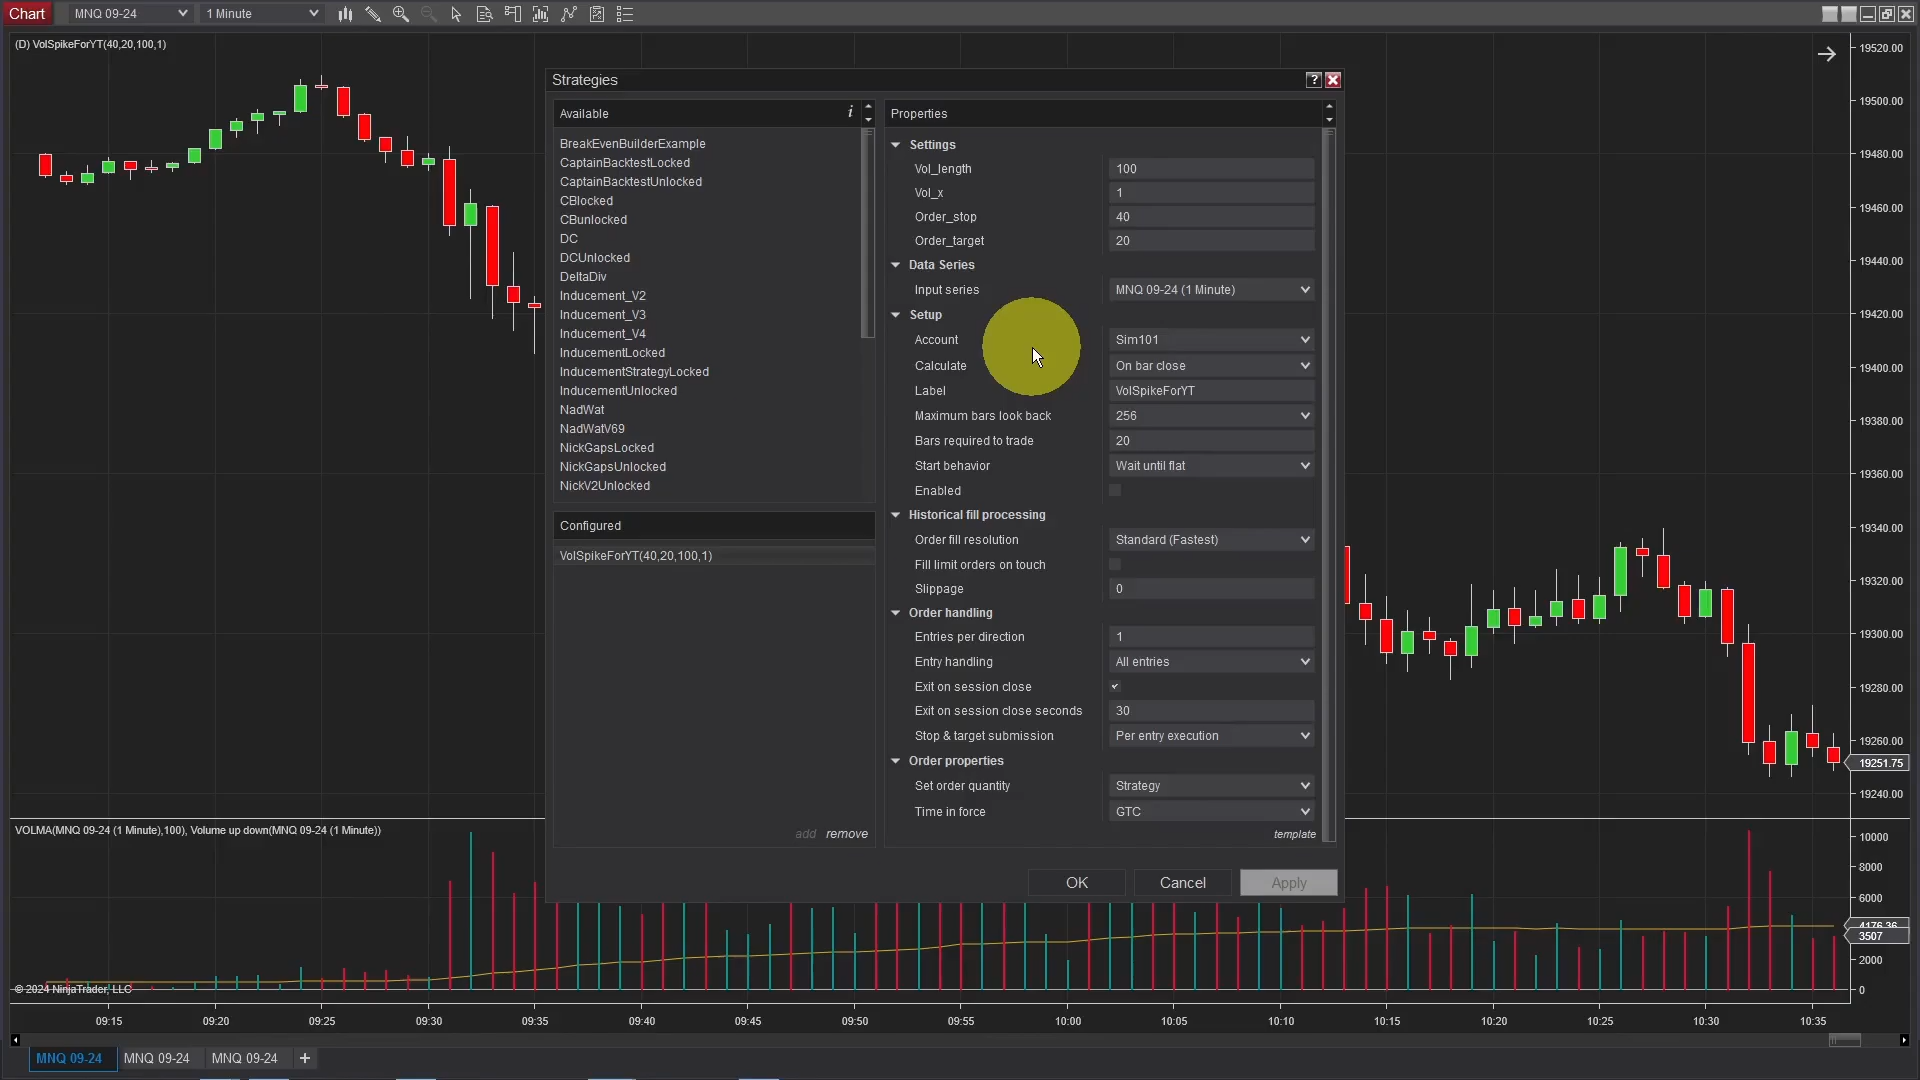 Chart MNQ 09-24 1 Minute
(D) VolSpikeForYT(40,20,100,1)
Strategies
?
Available
i
BreakEvenBuilderExample
CaptainBacktestLocked
CaptainBacktestUnlocked
CBlocked
CBunlocked
DC
DCUnlocked
DeltaDiv
Inducement_V2
Inducement_V3
Inducement_V4
InducementLocked
InducementStrategyLocked
InducementUnlocked
NadWat
NadWatV69
NickGapsLocked
NickGapsUnlocked
NickV2Unlocked
Configured
VolSpikeForYT(40,20,100,1)
add remove
Properties
Settings
Vol_length 100
Vol_x 1
Order_stop 40
Order_target 20
Data Series
Input series MNQ 09-24 (1 Minute)
Setup
Account Sim101
Calculate On bar close
Label VolSpikeForYT
Maximum bars look back 256
Bars required to trade 20
Start behavior Wait until flat
Enabled
Historical fill processing
Order fill resolution Standard (Fastest)
Fill limit orders on touch
Slippage 0
Order handling
Entries per direction 1
Entry handling All entries
Exit on session close
Exit on session close seconds 30
Stop & target submission Per entry execution
Order properties
Set order quantity Strategy
Time in force GTC
template
OK Cancel Apply
19520.00
19500.00
19480.00
19460.00
19440.00
19420.00
19400.00
19380.00
19360.00
19340.00
19320.00
19300.00
19280.00
19260.00
19251.75
19240.00
VOLMA(MNQ 09-24 (1 Minute),100), Volume up down(MNQ 09-24 (1 Minute))
10000
8000
6000
4176.36
3507
2000
0
© 2024 NinjaTrader, LLC
09:15 09:20 09:25 09:30 09:35 09:40 09:45 09:50 09:55 10:00 10:05 10:10 10:15 10:20 10:25 10:30 10:35
MNQ 09-24 MNQ 09-24 MNQ 09-24 +